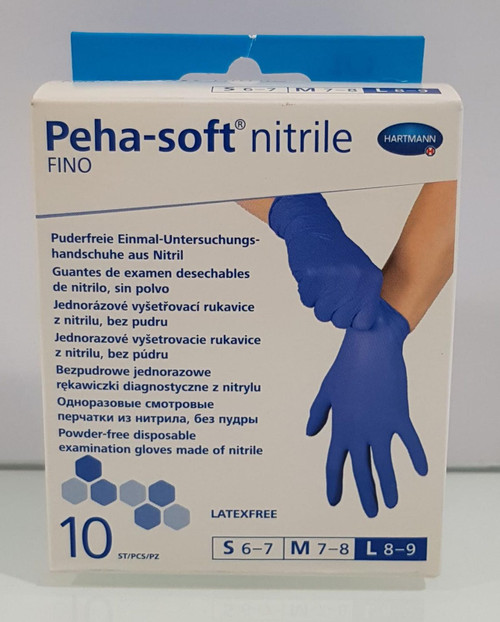 S 6–7 M 7–8 L 8–9
Peha-soft® nitrile
FINO
HARTMANN
Puderfreie Einmal-Untersuchungs-
handschuhe aus Nitril
Guantes de examen desechables
de nitrilo, sin polvo
Jednorázové vyšetřovací rukavice
z nitrilu, bez pudru
Jednorazové vyšetrovacie rukavice
z nitrilu, bez púdru
Bezpudrowe jednorazowe
rękawiczki diagnostyczne z nitrylu
Одноразовые смотровые
перчатки из нитрила, без пудры
Powder-free disposable
examination gloves made of nitrile
LATEXFREE
10 ST/PCS/PZ
S 6–7 M 7–8 L 8–9